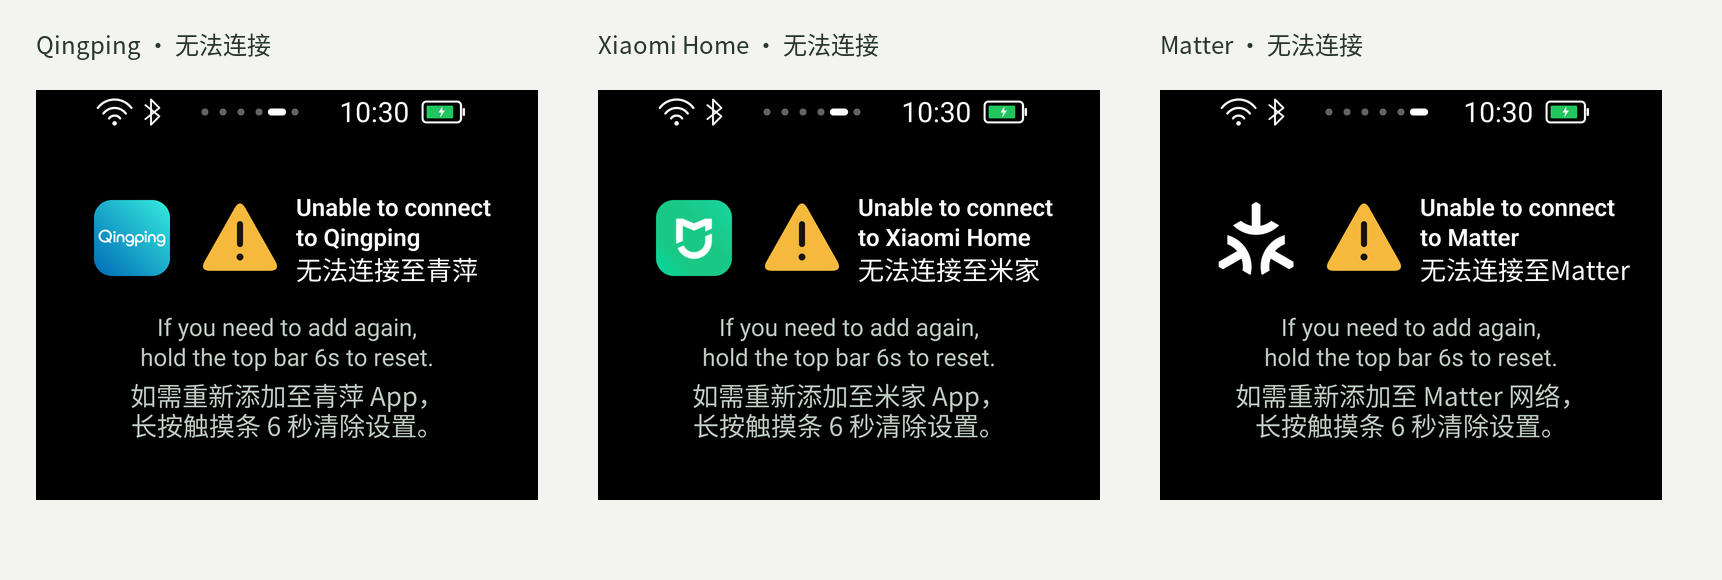 Qingping · 无法连接
10:30
Qingping
Unable to connect
to Qingping
无法连接至青萍
If you need to add again,
hold the top bar 6s to reset.
如需重新添加至青萍 App，
长按触摸条 6 秒清除设置。
Xiaomi Home · 无法连接
10:30
Unable to connect
to Xiaomi Home
无法连接至米家
If you need to add again,
hold the top bar 6s to reset.
如需重新添加至米家 App，
长按触摸条 6 秒清除设置。
Matter · 无法连接
10:30
Unable to connect
to Matter
无法连接至Matter
If you need to add again,
hold the top bar 6s to reset.
如需重新添加至 Matter 网络，
长按触摸条 6 秒清除设置。